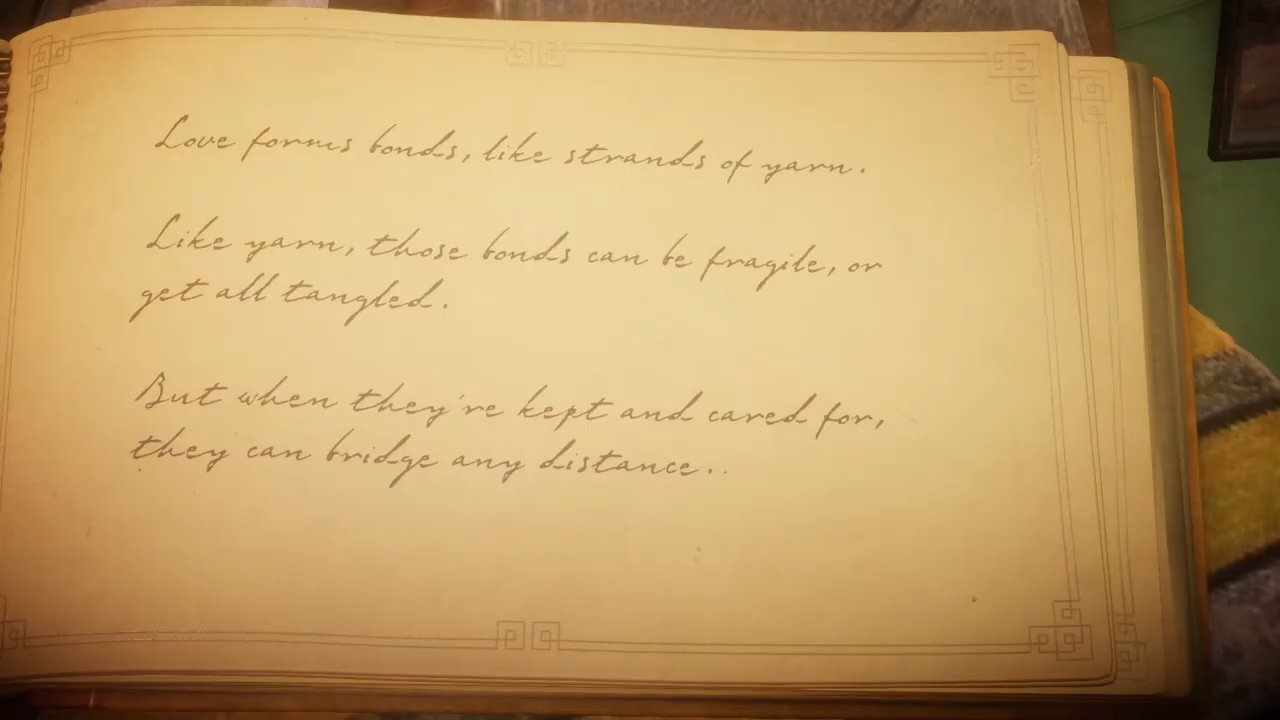 Love forms bonds, like strands of yarn.
Like yarn, those bonds can be fragile, or
get all tangled.
But when they're kept and cared for,
they can bridge any distance..